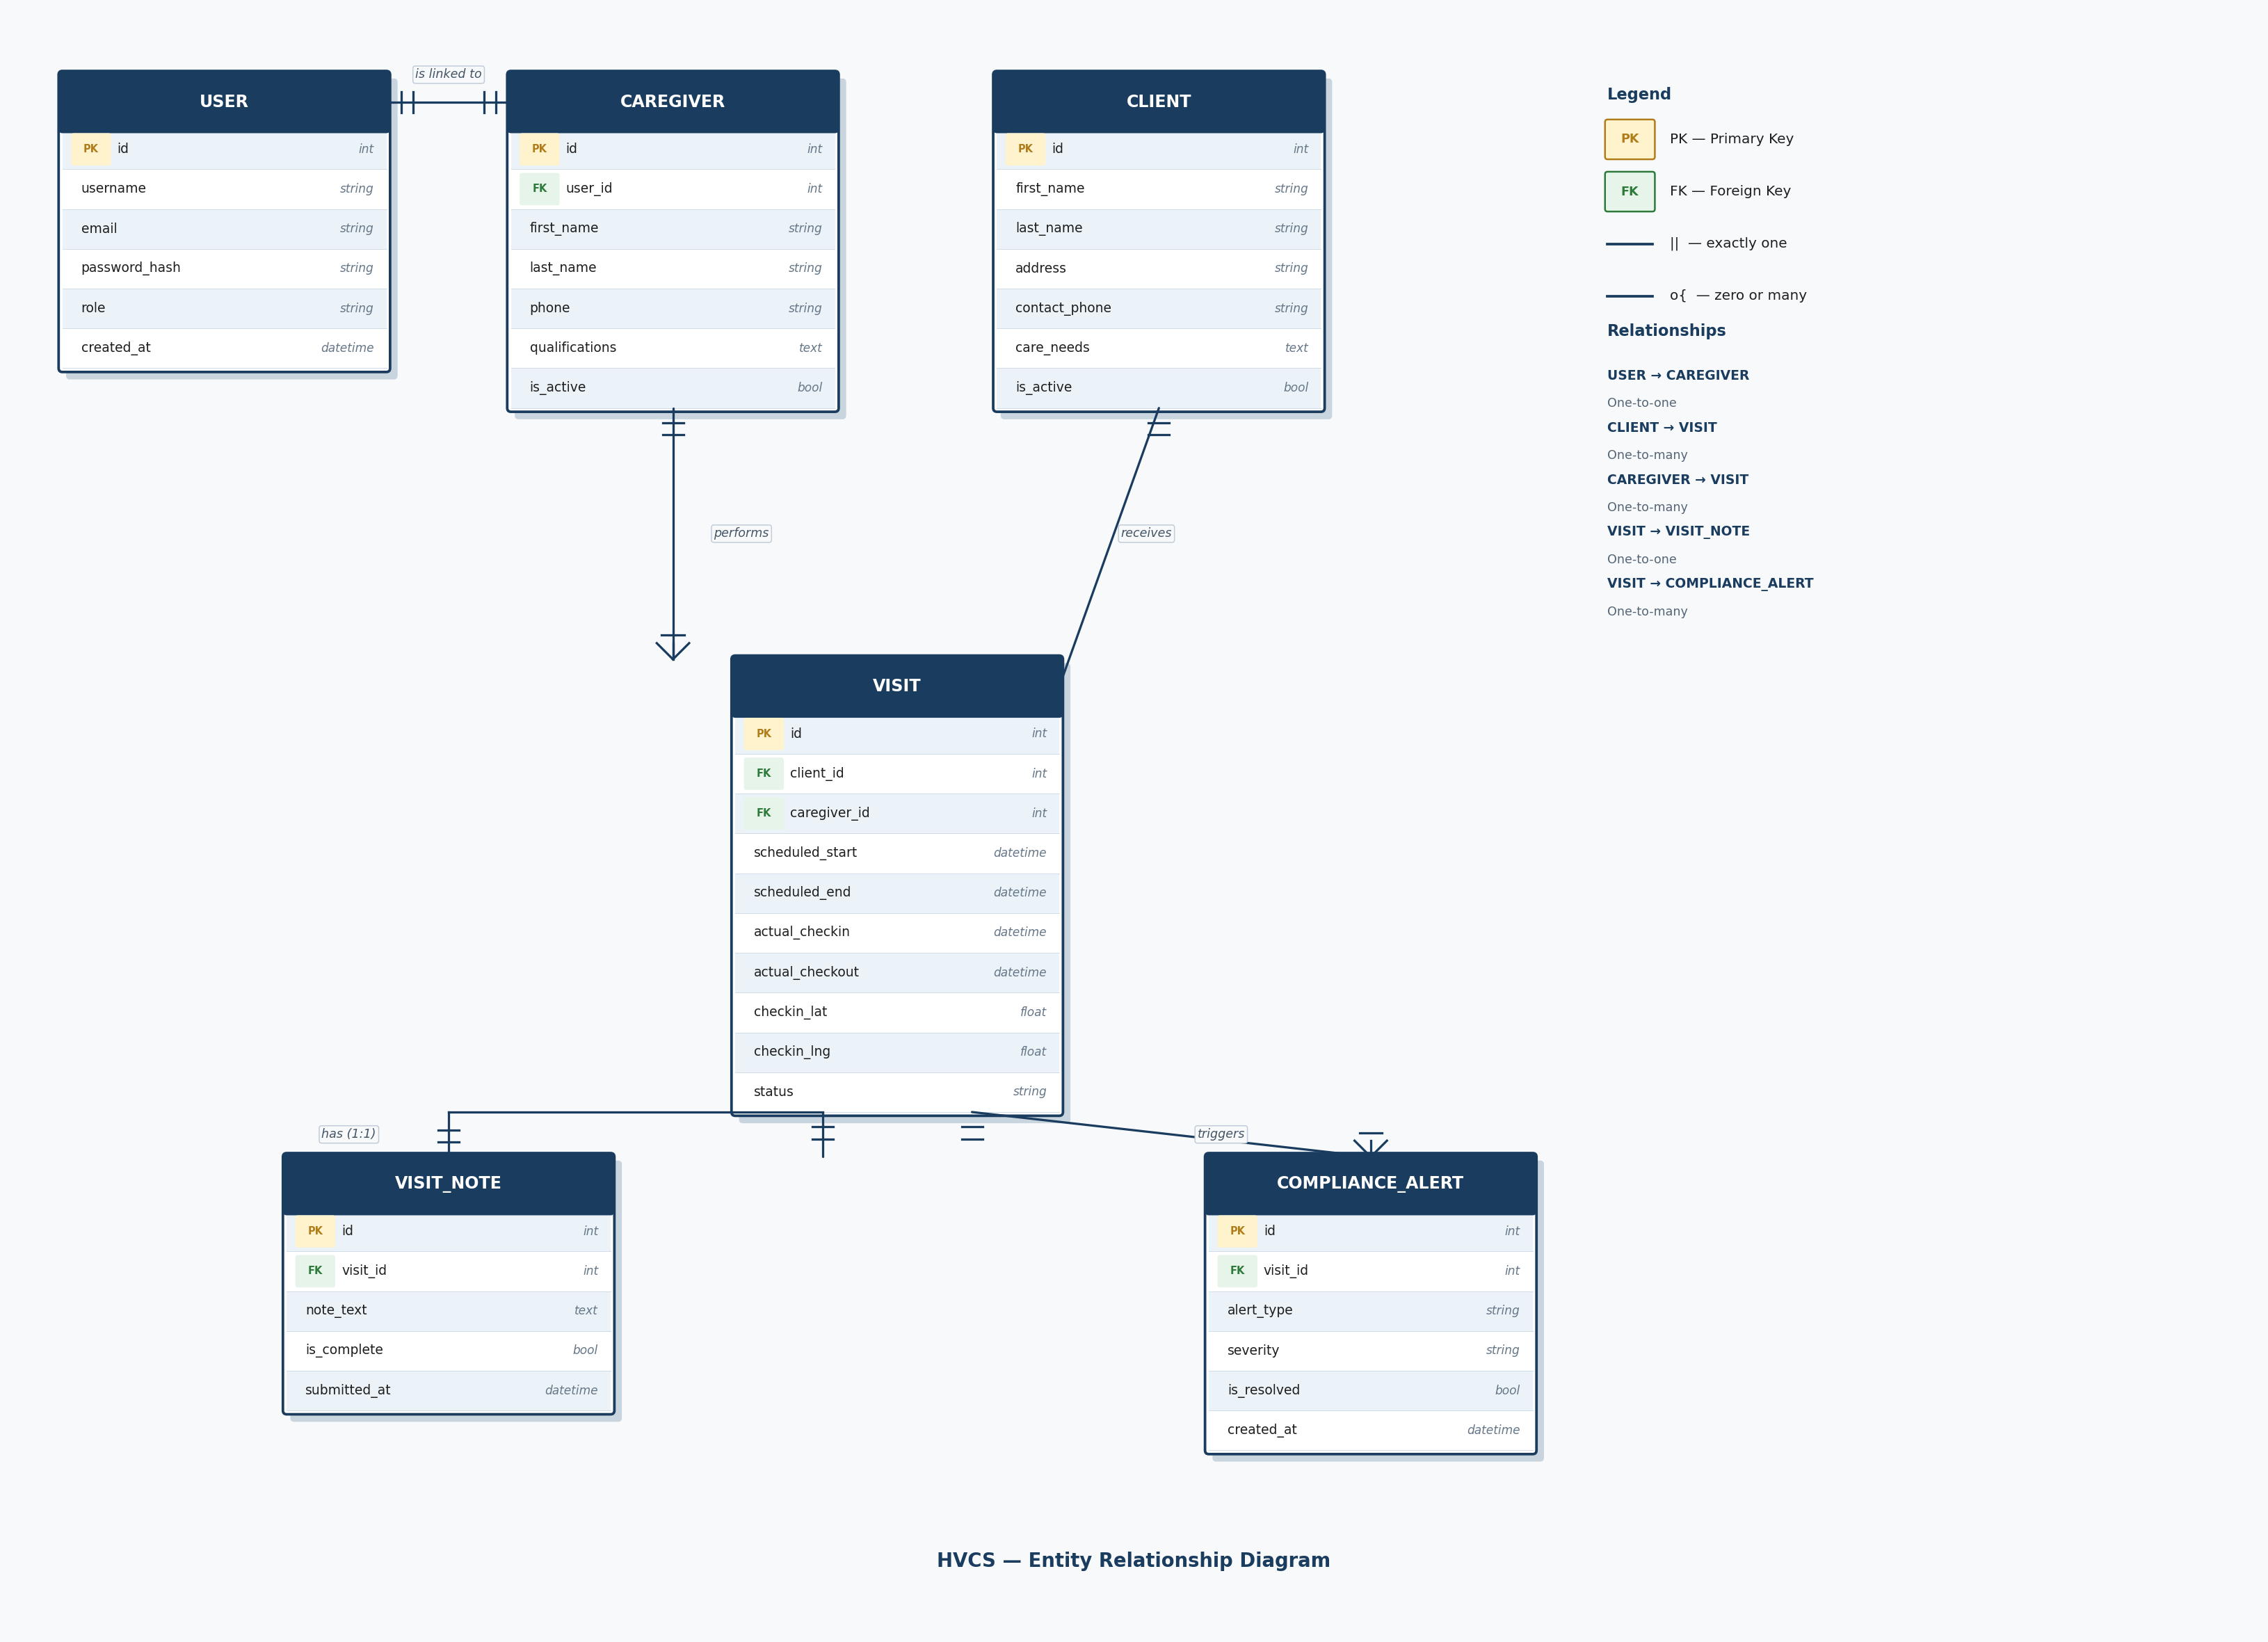 is linked to
USER
PK id int
username string
email string
password_hash string
role string
created_at datetime
CAREGIVER
PK id int
FK user_id int
first_name string
last_name string
phone string
qualifications text
is_active bool
CLIENT
PK id int
first_name string
last_name string
address string
contact_phone string
care_needs text
is_active bool
Legend
PK PK — Primary Key
FK FK — Foreign Key
|| — exactly one
o{ — zero or many
Relationships
USER → CAREGIVER
One-to-one
CLIENT → VISIT
One-to-many
CAREGIVER → VISIT
One-to-many
VISIT → VISIT_NOTE
One-to-one
VISIT → COMPLIANCE_ALERT
One-to-many
performs
receives
VISIT
PK id int
FK client_id int
FK caregiver_id int
scheduled_start datetime
scheduled_end datetime
actual_checkin datetime
actual_checkout datetime
checkin_lat float
checkin_lng float
status string
has (1:1)
triggers
VISIT_NOTE
PK id int
FK visit_id int
note_text text
is_complete bool
submitted_at datetime
COMPLIANCE_ALERT
PK id int
FK visit_id int
alert_type string
severity string
is_resolved bool
created_at datetime
HVCS — Entity Relationship Diagram